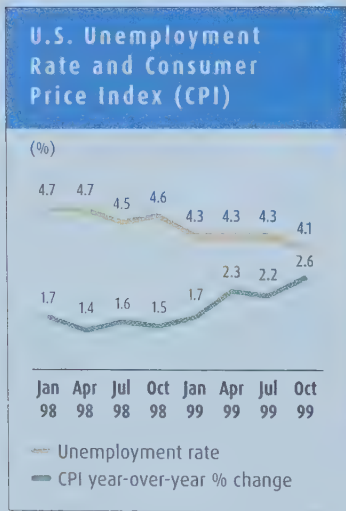 U.S. Unemployment
Rate and Consumer
Price Index (CPI)
(%)
4.7 4.7 4.5 4.6 4.3 4.3 4.3 4.1
1.7 1.4 1.6 1.5 1.7 2.3 2.2 2.6
Jan Apr Jul Oct Jan Apr Jul Oct
98 98 98 98 99 99 99 99
Unemployment rate
CPI year-over-year % change